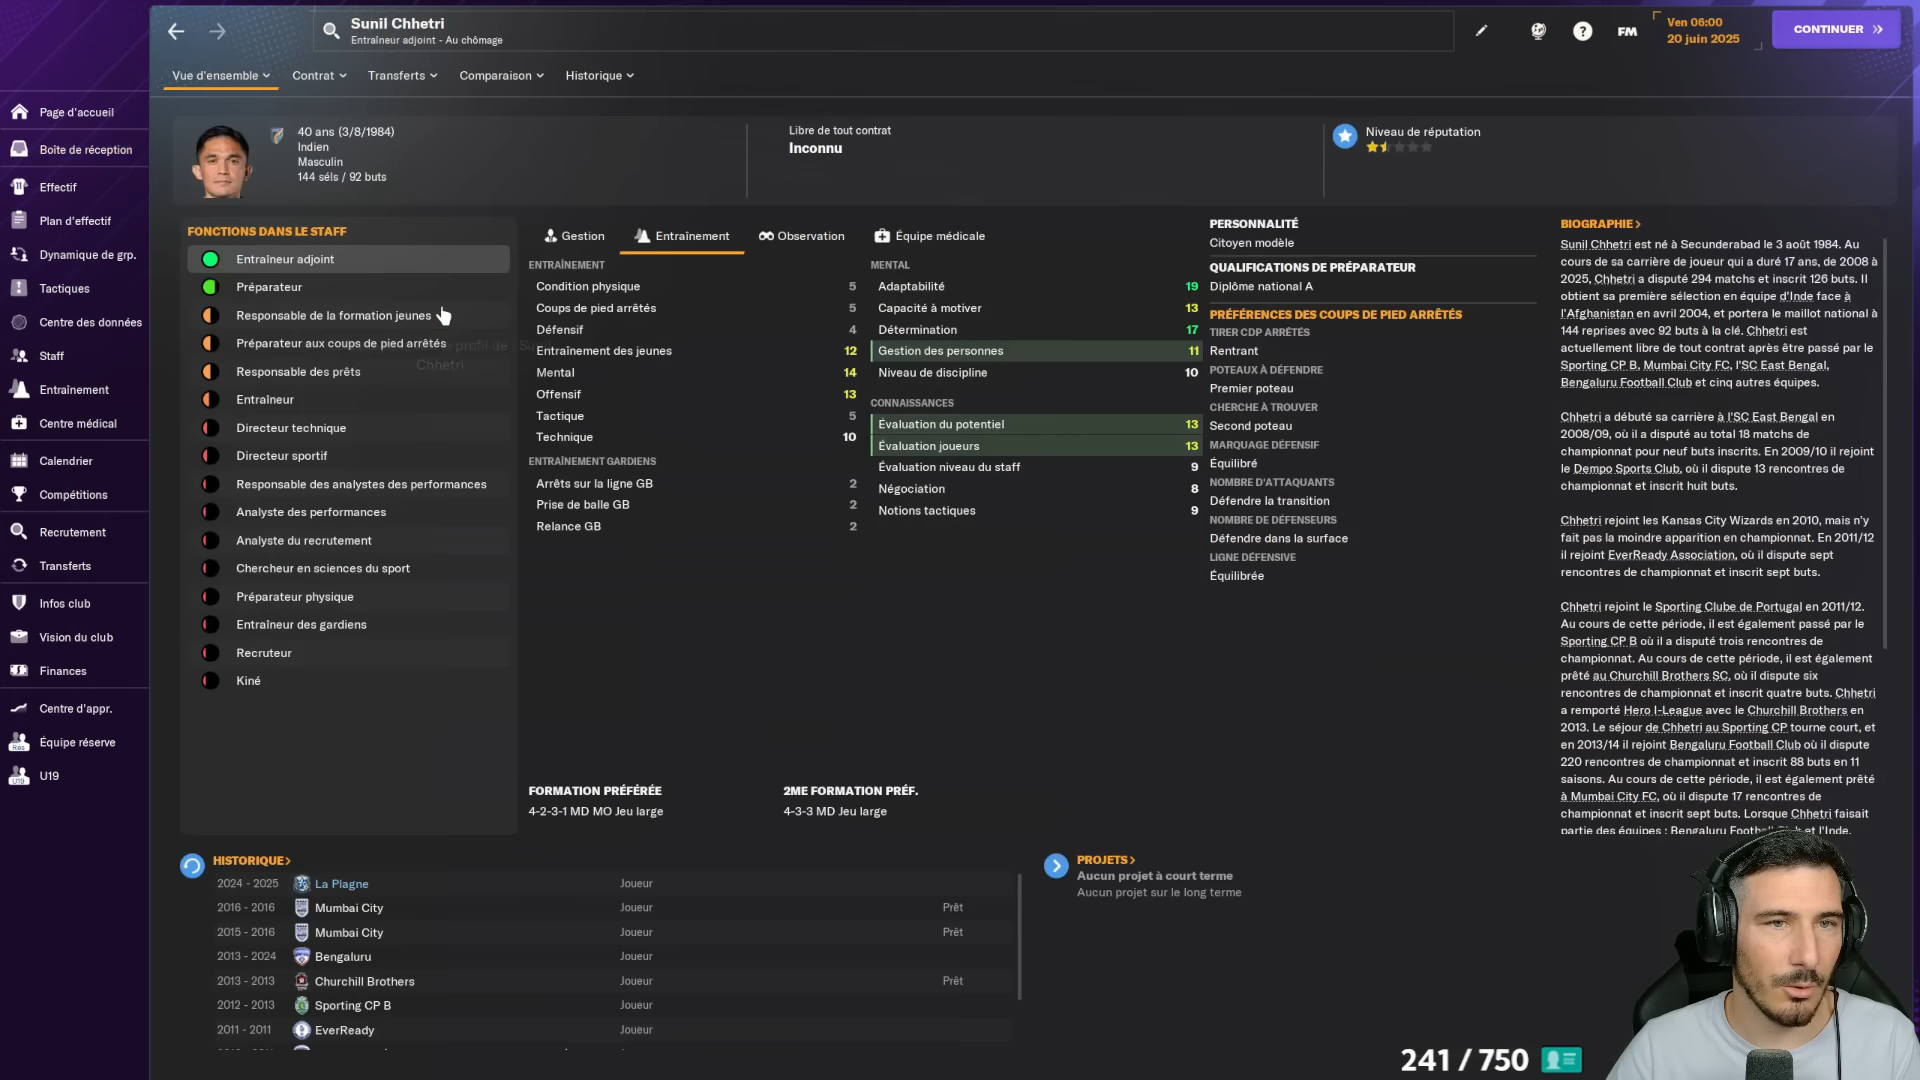 Sunil Chhetri
Entraîneur adjoint - Au chômage
FM
Ven 06:00
20 juin 2025
CONTINUER
Vue d'ensemble
Contrat
Transferts
Comparaison
Historique
Page d'accueil
Boîte de réception
Effectif
Plan d'effectif
Dynamique de grp.
Tactiques
Centre des données
Staff
Entraînement
Centre médical
Calendrier
Compétitions
Recrutement
Transferts
Infos club
Vision du club
Finances
Centre d'appr.
Équipe réserve
U19
40 ans (3/8/1984)
Indien
Masculin
144 séls / 92 buts
Libre de tout contrat
Inconnu
Niveau de réputation
FONCTIONS DANS LE STAFF
Entraîneur adjoint
Préparateur
Responsable de la formation jeunes
Préparateur aux coups de pied arrêtés
Responsable des prêts
Entraîneur
Directeur technique
Directeur sportif
Responsable des analystes des performances
Analyste des performances
Analyste du recrutement
Chercheur en sciences du sport
Préparateur physique
Entraîneur des gardiens
Recruteur
Kiné
Gestion
Entraînement
Observation
Équipe médicale
ENTRAÎNEMENT
Condition physique 5
Coups de pied arrêtés 5
Défensif 4
Entraînement des jeunes 12
Mental 14
Offensif 13
Tactique 5
Technique 10
ENTRAÎNEMENT GARDIENS
Arrêts sur la ligne GB 2
Prise de balle GB 2
Relance GB 2
MENTAL
Adaptabilité 19
Capacité à motiver 13
Détermination 17
Gestion des personnes 11
Niveau de discipline 10
CONNAISSANCES
Évaluation du potentiel 13
Évaluation joueurs 13
Évaluation niveau du staff 9
Négociation 8
Notions tactiques 9
FORMATION PRÉFÉRÉE
4-2-3-1 MD MO Jeu large
2ME FORMATION PRÉF.
4-3-3 MD Jeu large
PERSONNALITÉ
Citoyen modèle
QUALIFICATIONS DE PRÉPARATEUR
Diplôme national A
PRÉFÉRENCES DES COUPS DE PIED ARRÊTÉS
TIRER CDP ARRÊTÉS
Rentrant
POTEAUX À DÉFENDRE
Premier poteau
CHERCHE À TROUVER
Second poteau
MARQUAGE DÉFENSIF
Équilibré
NOMBRE D'ATTAQUANTS
Défendre la transition
NOMBRE DE DÉFENSEURS
Défendre dans la surface
LIGNE DÉFENSIVE
Équilibrée
BIOGRAPHIE
Sunil Chhetri est né à Secunderabad le 3 août 1984. Au
cours de sa carrière de joueur qui a duré 17 ans, de 2008 à
2025, Chhetri a disputé 294 matchs et inscrit 126 buts. Il
obtient sa première sélection en équipe d'Inde face à
l'Afghanistan en avril 2004, et portera le maillot national à
144 reprises avec 92 buts à la clé. Chhetri est
actuellement libre de tout contrat après être passé par le
Sporting CP B, Mumbai City FC, l'SC East Bengal,
Bengaluru Football Club et cinq autres équipes.
Chhetri a débuté sa carrière à l'SC East Bengal en
2008/09, où il a disputé au total 18 matchs de
championnat pour neuf buts inscrits. En 2009/10 il rejoint
le Dempo Sports Club, où il dispute 13 rencontres de
championnat et inscrit huit buts.
Chhetri rejoint les Kansas City Wizards en 2010, mais n'y
fait pas la moindre apparition en championnat. En 2011/12
il rejoint EverReady Association, où il dispute sept
rencontres de championnat et inscrit sept buts.
Chhetri rejoint le Sporting Clube de Portugal en 2011/12.
Au cours de cette période, il est également passé par le
Sporting CP B où il a disputé trois rencontres de
championnat. Au cours de cette période, il est également
prêté au Churchill Brothers SC, où il dispute six
rencontres de championnat et inscrit quatre buts. Chhetri
a remporté Hero I-League avec le Churchill Brothers en
2013. Le séjour de Chhetri au Sporting CP tourne court, et
en 2013/14 il rejoint Bengaluru Football Club où il dispute
220 rencontres de championnat et inscrit 88 buts en 11
saisons. Au cours de cette période, il est également prêté
à Mumbai City FC, où il dispute 17 rencontres de
championnat et inscrit sept buts. Lorsque Chhetri faisait
partie des équipes : Bengaluru Football Club et l'Inde.
HISTORIQUE
2024 - 2025 La Plagne Joueur
2016 - 2016 Mumbai City Joueur Prêt
2015 - 2016 Mumbai City Joueur Prêt
2013 - 2024 Bengaluru Joueur
2013 - 2013 Churchill Brothers Joueur Prêt
2012 - 2013 Sporting CP B Joueur
2011 - 2011 EverReady Joueur
PROJETS
Aucun projet à court terme
Aucun projet sur le long terme
241 / 750